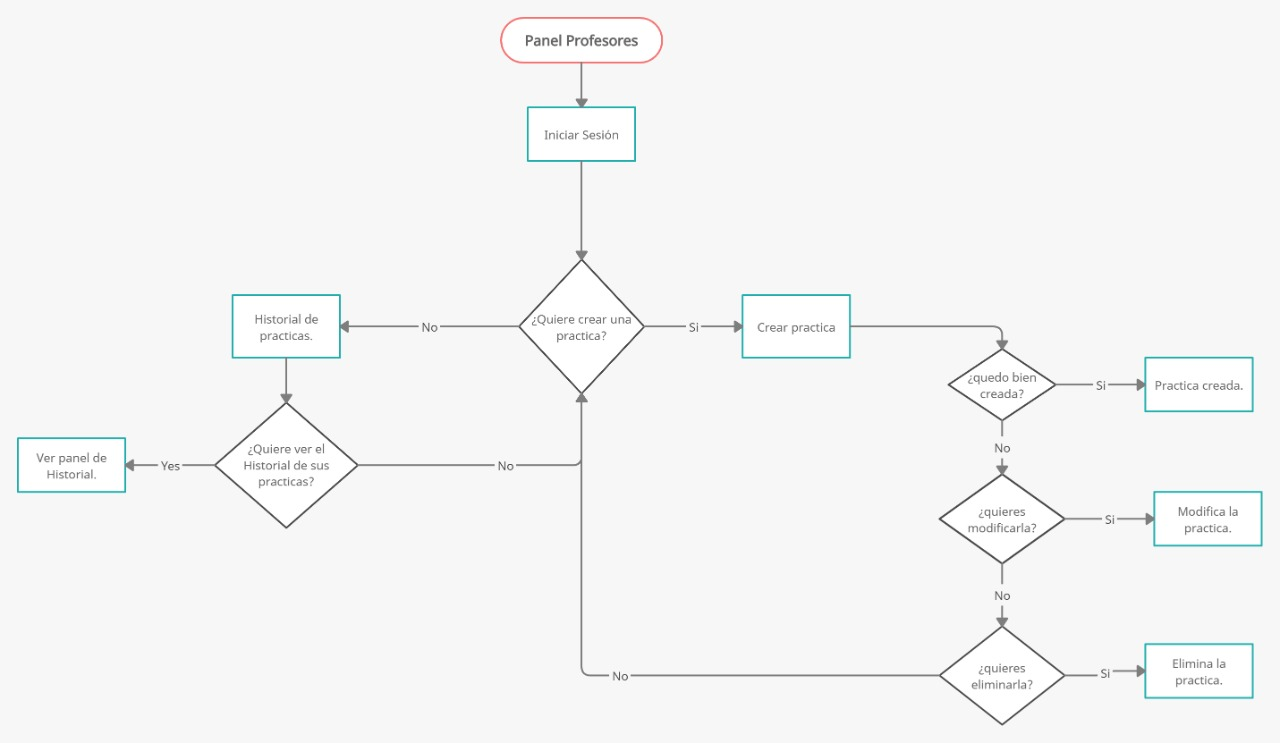 Panel Profesores
Iniciar Sesión
¿Quiere crear una
practica?
No
Si
Historial de
practicas.
Crear practica
¿quedo bien
creada?
Si
Practica creada.
No
¿Quiere ver el
Historial de sus
practicas?
Yes
Ver panel de
Historial.
No
¿quieres
modificarla?
Si
Modifica la
practica.
No
¿quieres
eliminarla?
Si
Elimina la
practica.
No